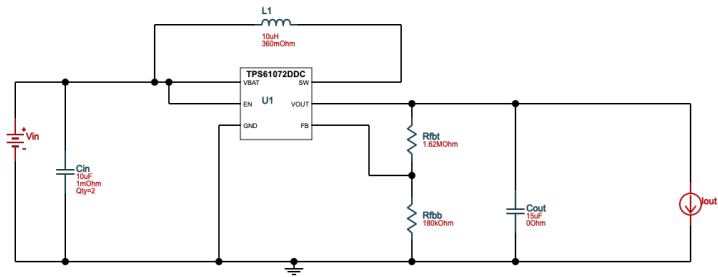 L1
10uH
360mOhm
TPS61072DDC
VBAT
SW
U1
EN
VOUT
GND
FB
Vin
+
-
Cin
10uF
1mOhm
Qty=2
Rfbt
1.62MOhm
Rfbb
180kOhm
Cout
15uF
0Ohm
Iout